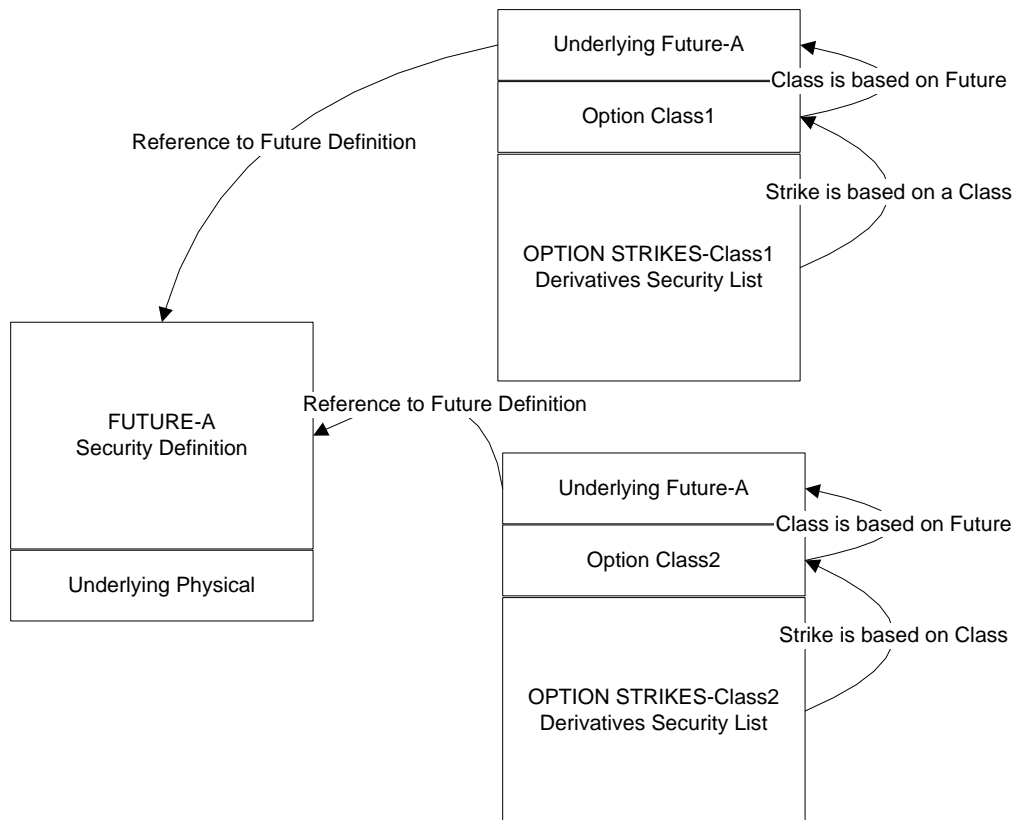 Underlying Future-A
Class is based on Future
Option Class1
Reference to Future Definition
Strike is based on a Class
OPTION STRIKES-Class1
Derivatives Security List
Reference to Future Definition
FUTURE-A
Security Definition
Underlying Future-A
Class is based on Future
Option Class2
Underlying Physical
Strike is based on Class
OPTION STRIKES-Class2
Derivatives Security List